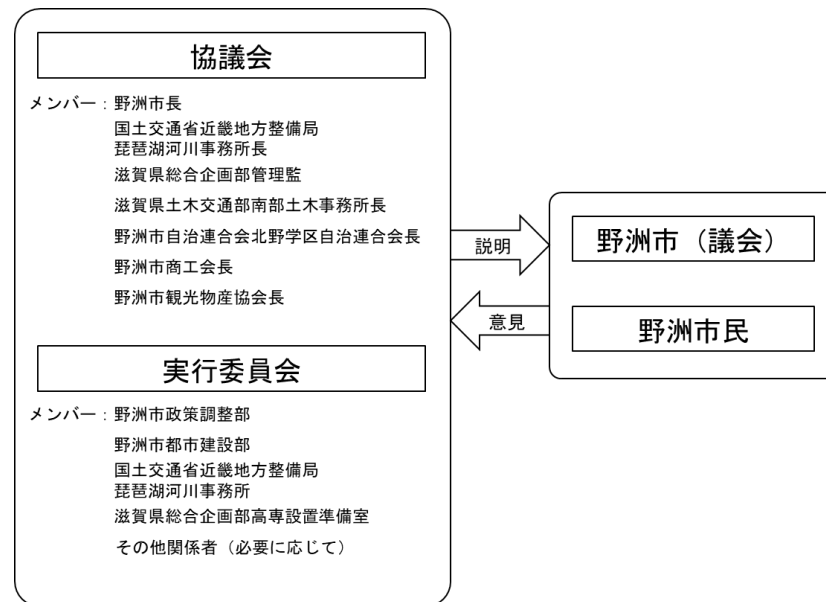 協議会
メンバー：野洲市長
国土交通省近畿地方整備局
琵琶湖河川事務所長
滋賀県総合企画部管理監
滋賀県土木交通部南部土木事務所長
野洲市自治連合会北野学区自治連合会長
野洲市商工会長
野洲市観光物産協会長
実行委員会
メンバー：野洲市政策調整部
野洲市都市建設部
国土交通省近畿地方整備局
琵琶湖河川事務所
滋賀県総合企画部高専設置準備室
その他関係者（必要に応じて）
説明
意見
野洲市（議会）
野洲市民